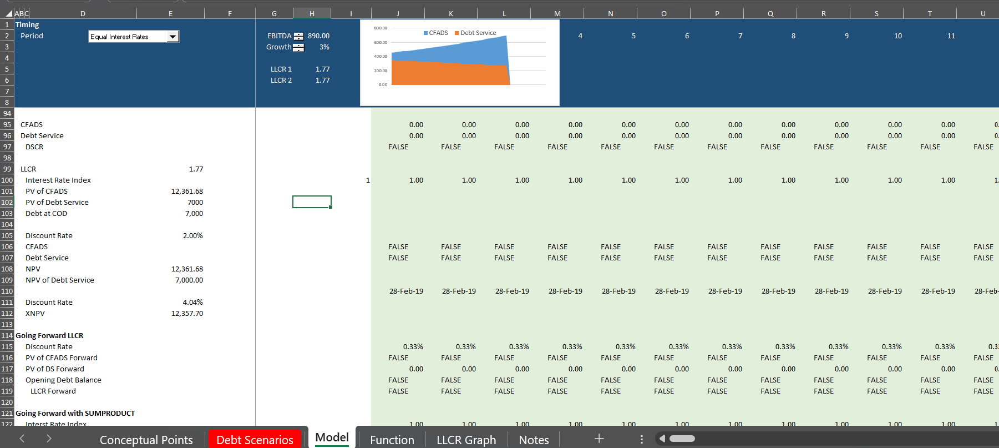 A B C D E F G H I J K L M N O P Q R S T U
1 Timing
2 Period Equal Interest Rates EBITDA 890.00 4 5 6 7 8 9 10 11
3 Growth 3%
4
5 LLCR 1 1.77
6 LLCR 2 1.77
7
8
800.00
CFADS Debt Service
600.00
400.00
200.00
0.00
94
95 CFADS 0.00 0.00 0.00 0.00 0.00 0.00 0.00 0.00 0.00 0.00 0.00 0.
96 Debt Service 0.00 0.00 0.00 0.00 0.00 0.00 0.00 0.00 0.00 0.00 0.00 0.
97 DSCR FALSE FALSE FALSE FALSE FALSE FALSE FALSE FALSE FALSE FALSE FALSE FALSE
98
99 LLCR 1.77
100 Interest Rate Index 1 1.00 1.00 1.00 1.00 1.00 1.00 1.00 1.00 1.00 1.00 1.00 1.
101 PV of CFADS 12,361.68
102 PV of Debt Service 7000
103 Debt at COD 7,000
104
105 Discount Rate 2.00%
106 CFADS FALSE FALSE FALSE FALSE FALSE FALSE FALSE FALSE FALSE FALSE FALSE FALSE
107 Debt Service FALSE FALSE FALSE FALSE FALSE FALSE FALSE FALSE FALSE FALSE FALSE FALSE
108 NPV 12,361.68
109 NPV of Debt Service 7,000.00
110 28-Feb-19 28-Feb-19 28-Feb-19 28-Feb-19 28-Feb-19 28-Feb-19 28-Feb-19 28-Feb-19 28-Feb-19 28-Feb-19 28-Feb-19 28-Feb-
111 Discount Rate 4.04%
112 XNPV 12,357.70
113
114 Going Forward LLCR
115 Discount Rate 0.33% 0.33% 0.33% 0.33% 0.33% 0.33% 0.33% 0.33% 0.33% 0.33% 0.33% 0.3
116 PV of CFADS Forward FALSE FALSE FALSE FALSE FALSE FALSE FALSE FALSE FALSE FALSE FALSE FALSE
117 PV of DS Forward 0.00 0.00 0.00 0.00 0.00 0.00 0.00 0.00 0.00 0.00 0.00 0.
118 Opening Debt Balance FALSE FALSE FALSE FALSE FALSE FALSE FALSE FALSE FALSE FALSE FALSE FALSE
119 LLCR Forward FALSE FALSE FALSE FALSE FALSE FALSE FALSE FALSE FALSE FALSE FALSE FALSE
120
121 Going Forward with SUMPRODUCT
122 Interst Rate Index 1.00 1.00 1.00 1.00 1.00 1.00 1.00 1.00 1.00 1.00 1.00 1.
Conceptual Points Debt Scenarios Model Function LLCR Graph Notes